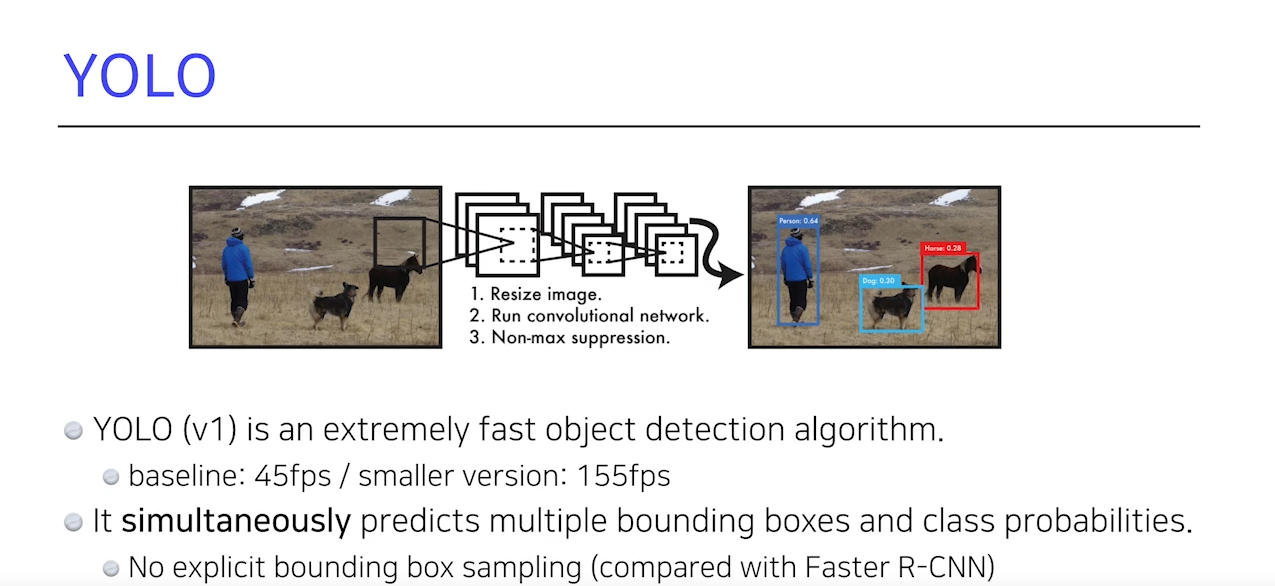 YOLO
Person: 0.64
Horse: 0.28
Dog: 0.30
1. Resize image.
2. Run convolutional network.
3. Non-max suppression.
YOLO (v1) is an extremely fast object detection algorithm.
baseline: 45fps / smaller version: 155fps
It simultaneously predicts multiple bounding boxes and class probabilities.
No explicit bounding box sampling (compared with Faster R-CNN)